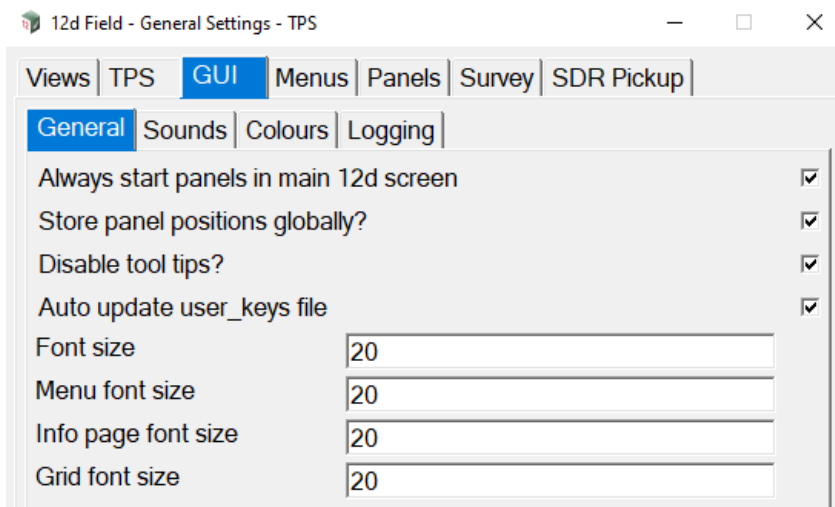 12d Field - General Settings - TPS
Views TPS GUI Menus Panels Survey SDR Pickup
General Sounds Colours Logging
Always start panels in main 12d screen
Store panel positions globally?
Disable tool tips?
Auto update user_keys file
Font size 20
Menu font size 20
Info page font size 20
Grid font size 20